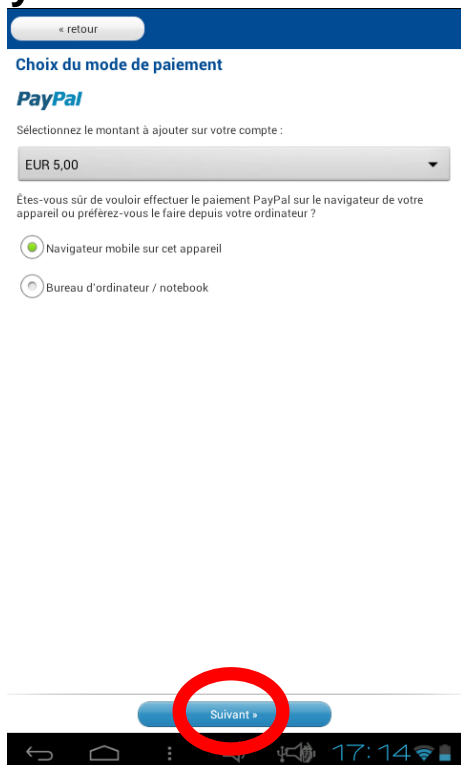 « retour
Choix du mode de paiement
PayPal
Sélectionnez le montant à ajouter sur votre compte :
EUR 5,00
Êtes-vous sûr de vouloir effectuer le paiement PayPal sur le navigateur de votre
appareil ou préfèrez-vous le faire depuis votre ordinateur ?
Navigateur mobile sur cet appareil
Bureau d'ordinateur / notebook
Suivant »
17:14